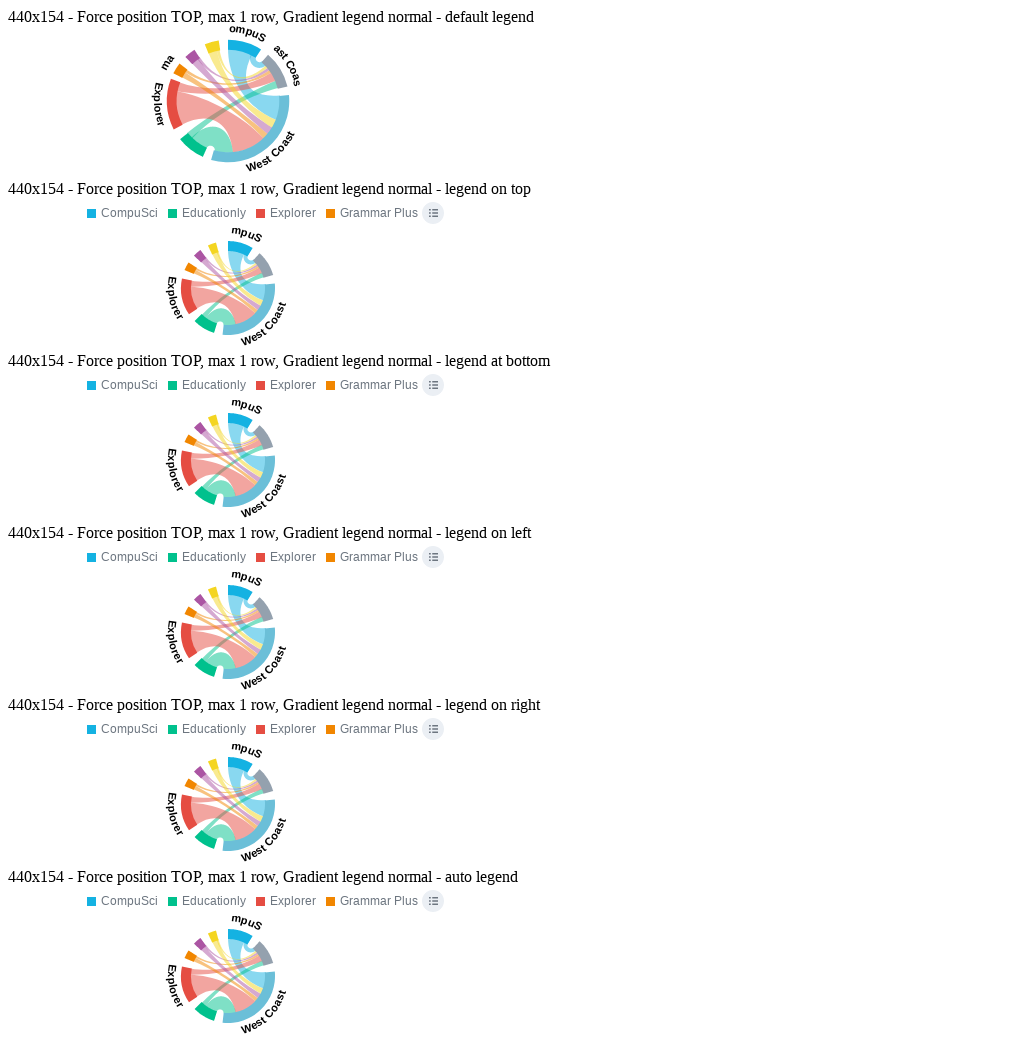 440x154 - Force position TOP, max 1 row, Gradient legend normal - default legend
ompuS
ast Coas
ma
Explorer
West Coast
440x154 - Force position TOP, max 1 row, Gradient legend normal - legend on top
CompuSci Educationly Explorer Grammar Plus
mpuS
Explorer
West Coast
440x154 - Force position TOP, max 1 row, Gradient legend normal - legend at bottom
CompuSci Educationly Explorer Grammar Plus
mpuS
Explorer
West Coast
440x154 - Force position TOP, max 1 row, Gradient legend normal - legend on left
CompuSci Educationly Explorer Grammar Plus
mpuS
Explorer
West Coast
440x154 - Force position TOP, max 1 row, Gradient legend normal - legend on right
CompuSci Educationly Explorer Grammar Plus
mpuS
Explorer
West Coast
440x154 - Force position TOP, max 1 row, Gradient legend normal - auto legend
CompuSci Educationly Explorer Grammar Plus
mpuS
Explorer
West Coast